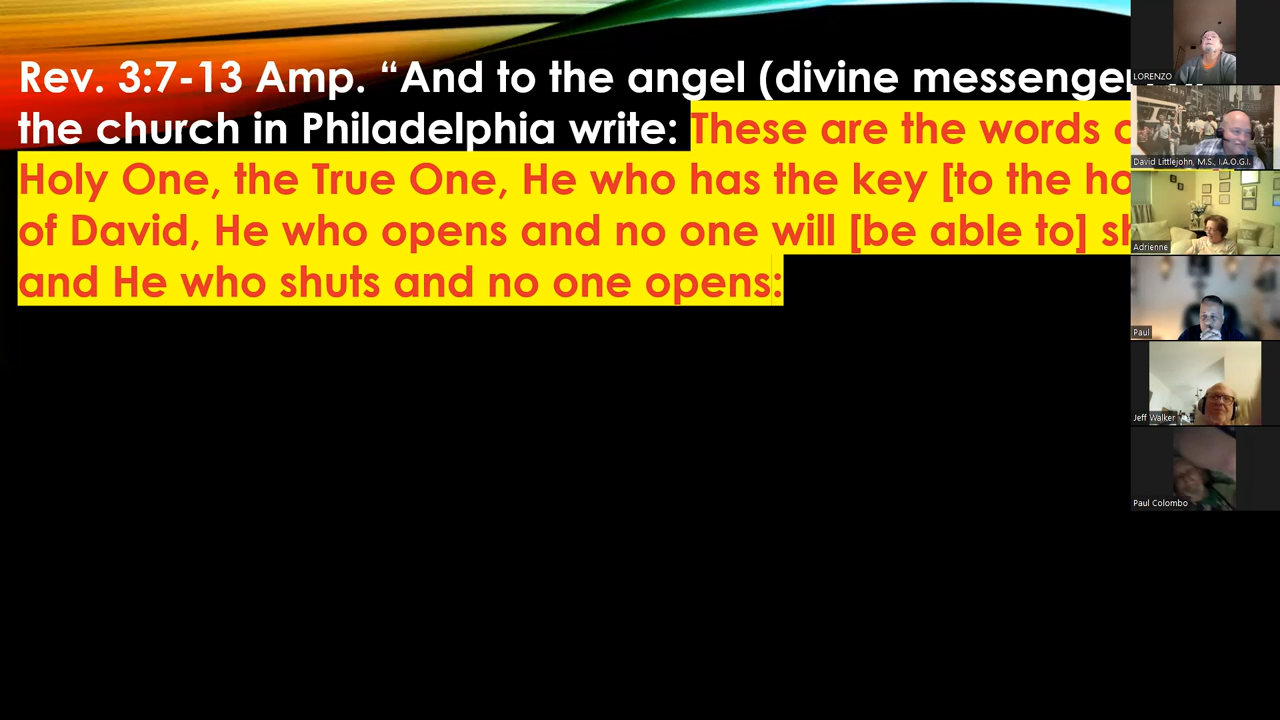 Rev. 3:7-13 Amp. “And to the angel (divine messenger
the church in Philadelphia write: These are the words
Holy One, the True One, He who has the key [to the
of David, He who opens and no one will [be able to]
and He who shuts and no one opens:
LORENZO
David Littlejohn, M.S., I.A.O.G.I.
Adrienne
Paul
Jeff Walker
Paul Colombo